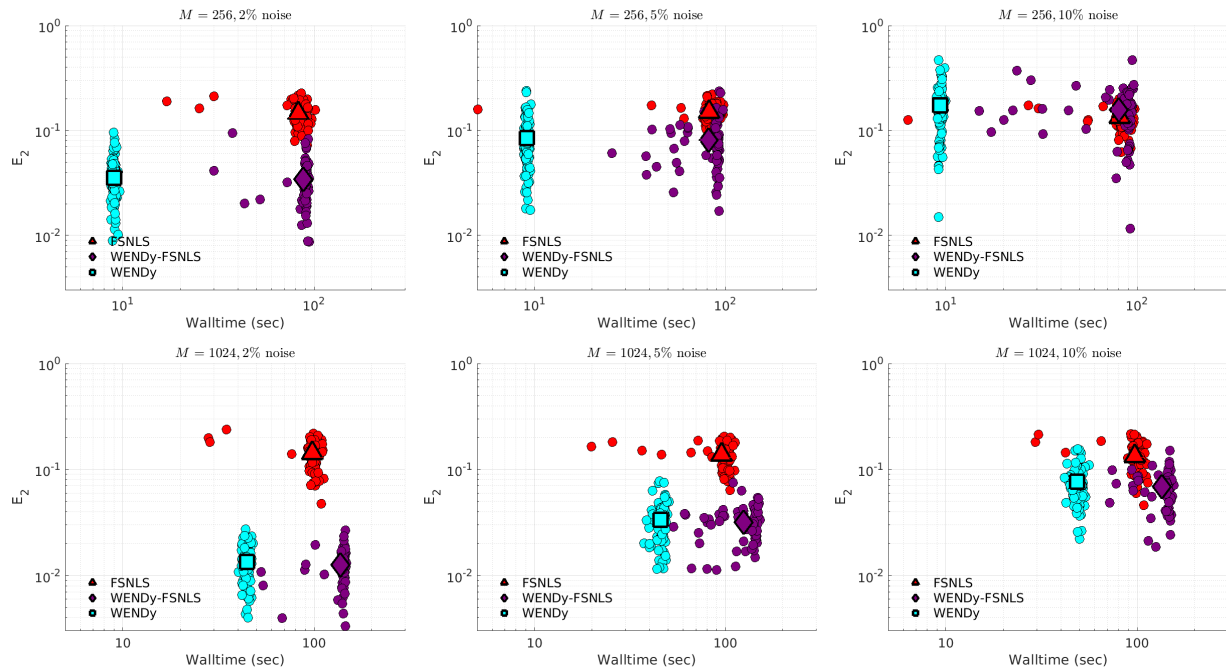 M = 256, 2% noise
10⁰
10⁻¹
10⁻²
E₂
FSNLS
WENDy-FSNLS
WENDy
10¹
10²
Walltime (sec)
M = 256, 5% noise
10⁰
10⁻¹
10⁻²
E₂
FSNLS
WENDy-FSNLS
WENDy
10¹
10²
Walltime (sec)
M = 256, 10% noise
10⁰
10⁻¹
10⁻²
E₂
FSNLS
WENDy-FSNLS
WENDy
10¹
10²
Walltime (sec)
M = 1024, 2% noise
10⁰
10⁻¹
10⁻²
E₂
FSNLS
WENDy-FSNLS
WENDy
10
100
Walltime (sec)
M = 1024, 5% noise
10⁰
10⁻¹
10⁻²
E₂
FSNLS
WENDy-FSNLS
WENDy
10
100
Walltime (sec)
M = 1024, 10% noise
10⁰
10⁻¹
10⁻²
E₂
FSNLS
WENDy-FSNLS
WENDy
10
100
Walltime (sec)